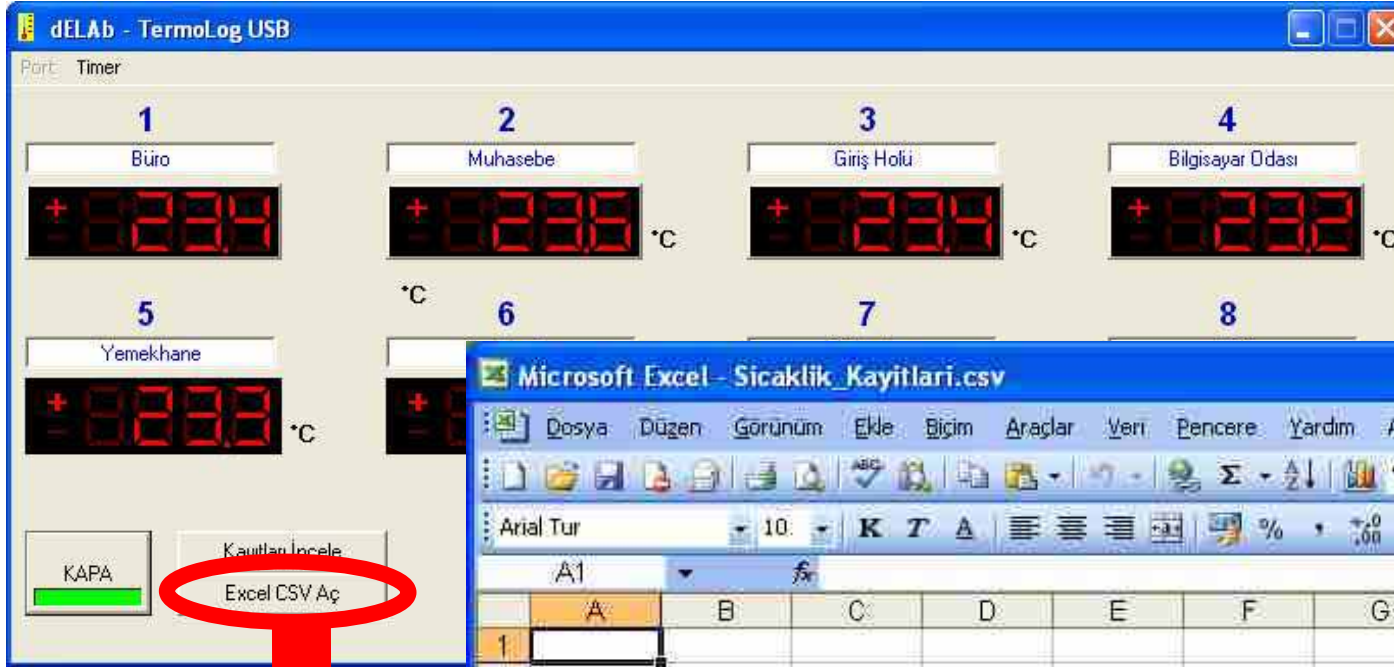 dELAb - TermoLog USB
Port Timer
1 2 3 4
Büro Muhasebe Giriş Holü Bilgisayar Odası
+ 23.4 + 23.6 °C + 23.4 °C + 23.2 °C
°C
5 6 7 8
Yemekhane
+ 23.3 °C +
Microsoft Excel - Sicaklik_Kayitlari.csv
Dosya Düzen Görünüm Ekle Biçim Araçlar Veri Pencere Yardım
Arial Tur 10 K T A %
A1 fx
A B C D E F G
1
Kayıtları İncele
KAPA
Excel CSV Aç